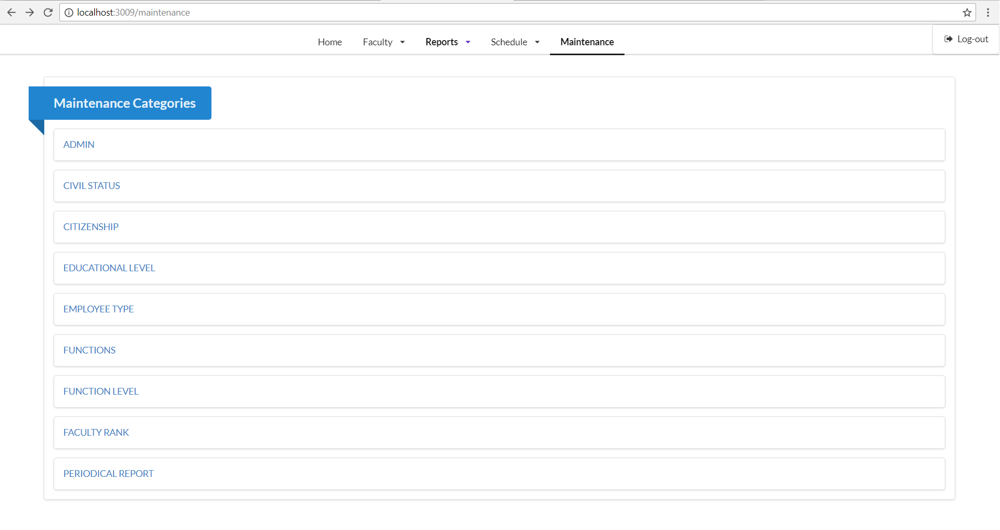 localhost:3009/maintenance
Home Faculty Reports Schedule Maintenance Log-out
Maintenance Categories
ADMIN
CIVIL STATUS
CITIZENSHIP
EDUCATIONAL LEVEL
EMPLOYEE TYPE
FUNCTIONS
FUNCTION LEVEL
FACULTY RANK
PERIODICAL REPORT